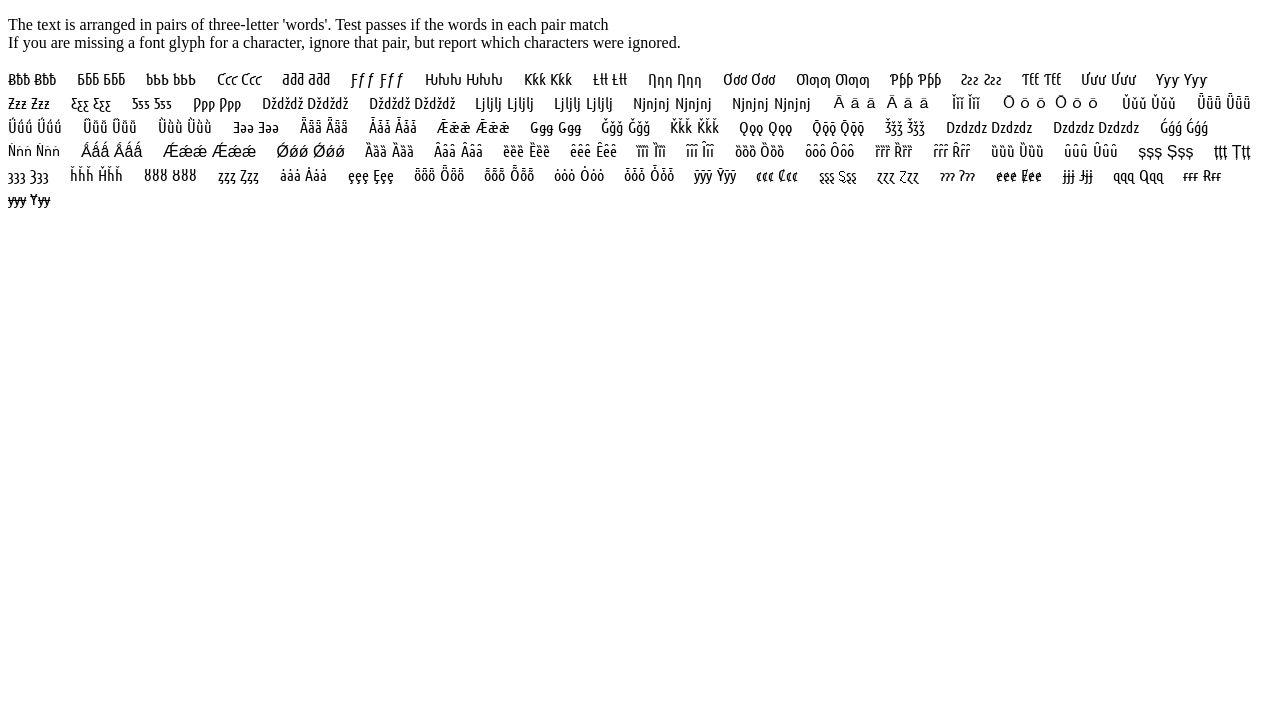 The text is arranged in pairs of three-letter 'words'. Test passes if the words in each pair match
If you are missing a font glyph for a character, ignore that pair, but report which characters were ignored.
Ƀƀƀ Ƀƀƀ Ƃƃƃ Ƃƃƃ Ƅƅƅ Ƅƅƅ Ƈƈƈ Ƈƈƈ Ƌƌƌ Ƌƌƌ Ƒƒƒ Ƒƒƒ Ƕƕƕ Ƕƕƕ Ƙƙƙ Ƙƙƙ Ƚƚƚ Ƚƚƚ Ƞƞƞ Ƞƞƞ Ơơơ Ơơơ Ƣƣƣ Ƣƣƣ Ƥƥƥ Ƥƥƥ Ƨƨƨ Ƨƨƨ Ƭƭƭ Ƭƭƭ Ưưư Ưưư Ƴƴƴ Ƴƴƴ
Ƶƶƶ Ƶƶƶ Ƹƹƹ Ƹƹƹ Ƽƽƽ Ƽƽƽ Ƿƿƿ Ƿƿƿ ǅǆǆ ǅǆǆ ǅǆǆ ǅǆǆ ǈǉǉ ǈǉǉ ǈǉǉ ǈǉǉ ǋǌǌ ǋǌǌ ǋǌǌ ǋǌǌ Ǎǎǎ Ǎǎǎ Ǐǐǐ Ǐǐǐ Ǒǒǒ Ǒǒǒ Ǔǔǔ Ǔǔǔ Ǖǖǖ Ǖǖǖ
Ǘǘǘ Ǘǘǘ Ǚǚǚ Ǚǚǚ Ǜǜǜ Ǜǜǜ Ǝǝǝ Ǝǝǝ Ǟǟǟ Ǟǟǟ Ǡǡǡ Ǡǡǡ Ǣǣǣ Ǣǣǣ Ǥǥǥ Ǥǥǥ Ǧǧǧ Ǧǧǧ Ǩǩǩ Ǩǩǩ Ǫǫǫ Ǫǫǫ Ǭǭǭ Ǭǭǭ Ǯǯǯ Ǯǯǯ ǲǳǳ ǲǳǳ ǲǳǳ ǲǳǳ Ǵǵǵ Ǵǵǵ
Ǹǹǹ Ǹǹǹ Ǻǻǻ Ǻǻǻ Ǽǽǽ Ǽǽǽ Ǿǿǿ Ǿǿǿ Ȁȁȁ Ȁȁȁ Ȃȃȃ Ȃȃȃ ȅȅȅ Ȅȅȅ ȇȇȇ Ȇȇȇ ȉȉȉ Ȉȉȉ ȋȋȋ Ȋȋȋ ȍȍȍ Ȍȍȍ ȏȏȏ Ȏȏȏ ȑȑȑ Ȑȑȑ ȓȓȓ Ȓȓȓ ȕȕȕ Ȕȕȕ ȗȗȗ Ȗȗȗ șșș Șșș țțț Țțț
ȝȝȝ Ȝȝȝ ȟȟȟ Ȟȟȟ ȣȣȣ Ȣȣȣ ȥȥȥ Ȥȥȥ ȧȧȧ Ȧȧȧ ȩȩȩ Ȩȩȩ ȫȫȫ Ȫȫȫ ȭȭȭ Ȭȭȭ ȯȯȯ Ȯȯȯ ȱȱȱ Ȱȱȱ ȳȳȳ Ȳȳȳ ȼȼȼ Ȼȼȼ ȿȿȿ Ȿȿȿ ɀɀɀ Ɀɀɀ ɂɂɂ Ɂɂɂ ɇɇɇ Ɇɇɇ ɉɉɉ Ɉɉɉ ɋɋɋ Ɋɋɋ ɍɍɍ Ɍɍɍ
ɏɏɏ Ɏɏɏ